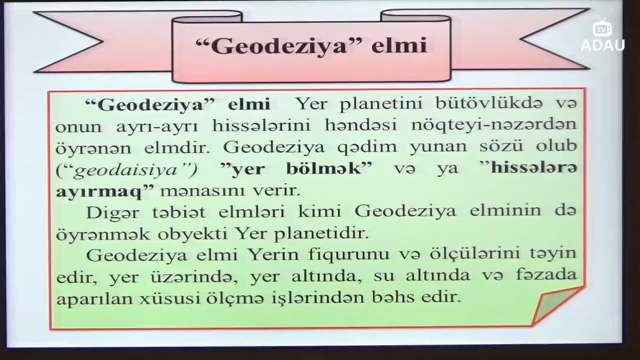 “Geodeziya” elmi
TV
ADAU
“Geodeziya” elmi Yer planetini bütövlükdə və
onun ayrı-ayrı hissələrini həndəsi nöqteyi-nəzərdən
öyrənən elmdir. Geodeziya qədim yunan sözü olub
(“geodaisiya”) ”yer bölmək” və ya ”hissələrə
ayırmaq” mənasını verir.
Digər təbiət elmləri kimi Geodeziya elminin də
öyrənmək obyekti Yer planetidir.
Geodeziya elmi Yerin fiqurunu və ölçülərini təyin
edir, yer üzərində, yer altında, su altında və fəzada
aparılan xüsusi ölçmə işlərindən bəhs edir.